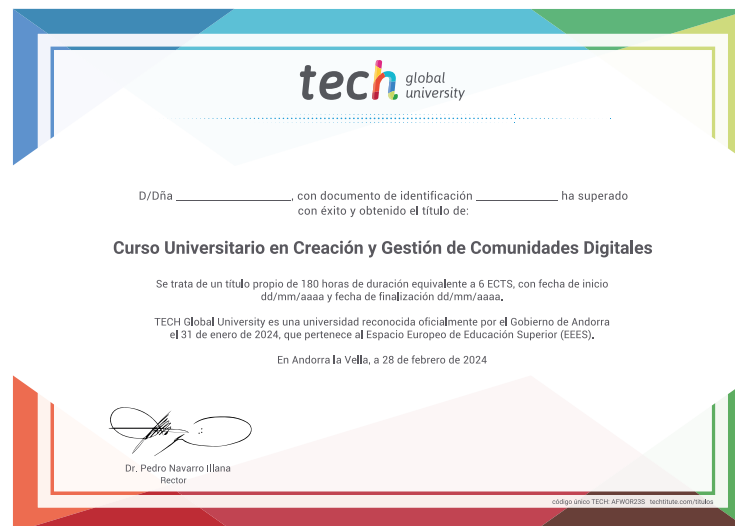 tech global
university
D/Dña ______________, con documento de identificación __________ ha superado
con éxito y obtenido el título de:
Curso Universitario en Creación y Gestión de Comunidades Digitales
Se trata de un título propio de 180 horas de duración equivalente a 6 ECTS, con fecha de inicio
dd/mm/aaaa y fecha de finalización dd/mm/aaaa.
TECH Global University es una universidad reconocida oficialmente por el Gobierno de Andorra
el 31 de enero de 2024, que pertenece al Espacio Europeo de Educación Superior (EEES).
En Andorra la Vella, a 28 de febrero de 2024
Dr. Pedro Navarro Illana
Rector
código único TECH: AFWOR23S techtitute.com/titulos